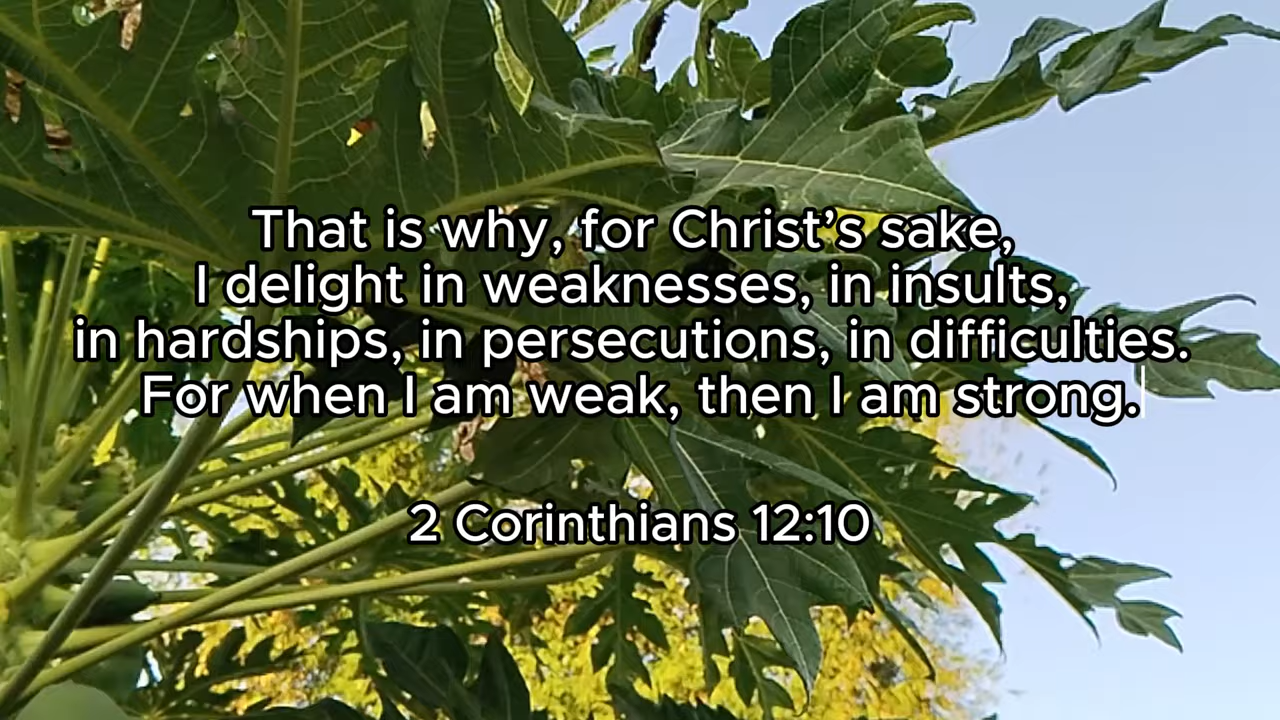 That is why, for Christ’s sake,
I delight in weaknesses, in insults,
in hardships, in persecutions, in difficulties.
For when I am weak, then I am strong.
2 Corinthians 12:10